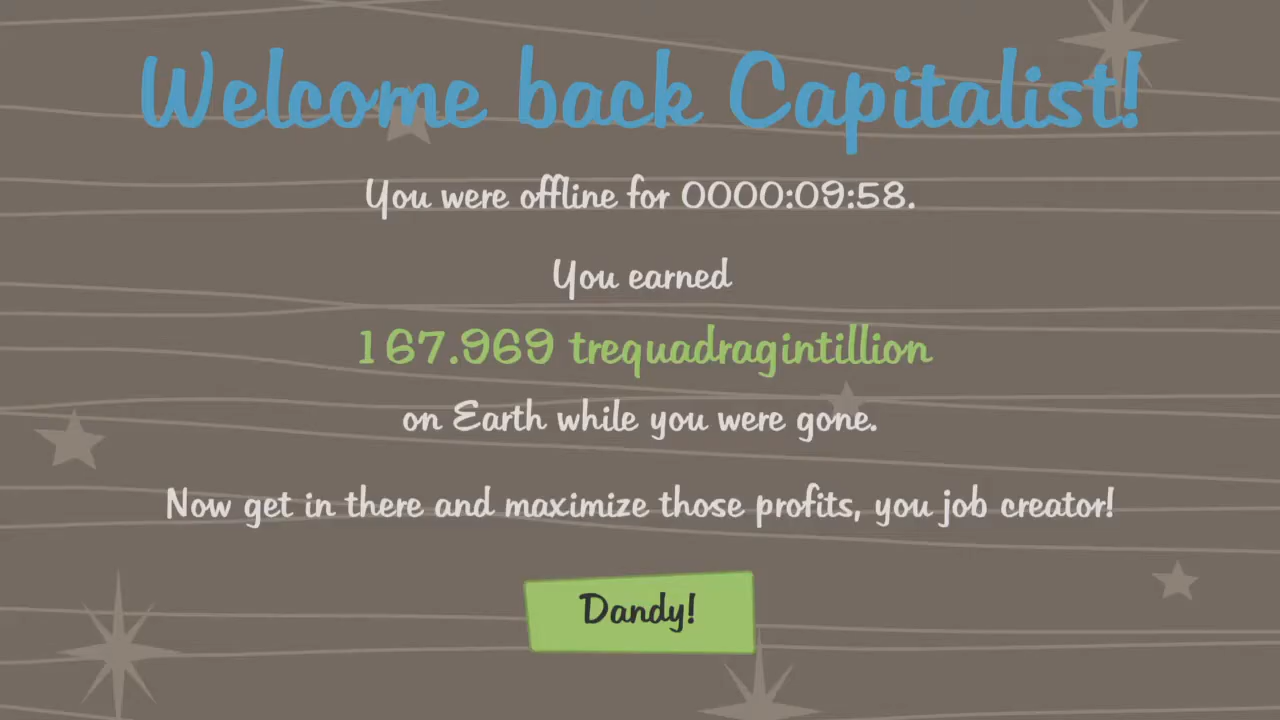 Welcome back Capitalist!
You were offline for 0000:09:58.
You earned
167.969 trequadragintillion
on Earth while you were gone.
Now get in there and maximize those profits, you job creator!
Dandy!